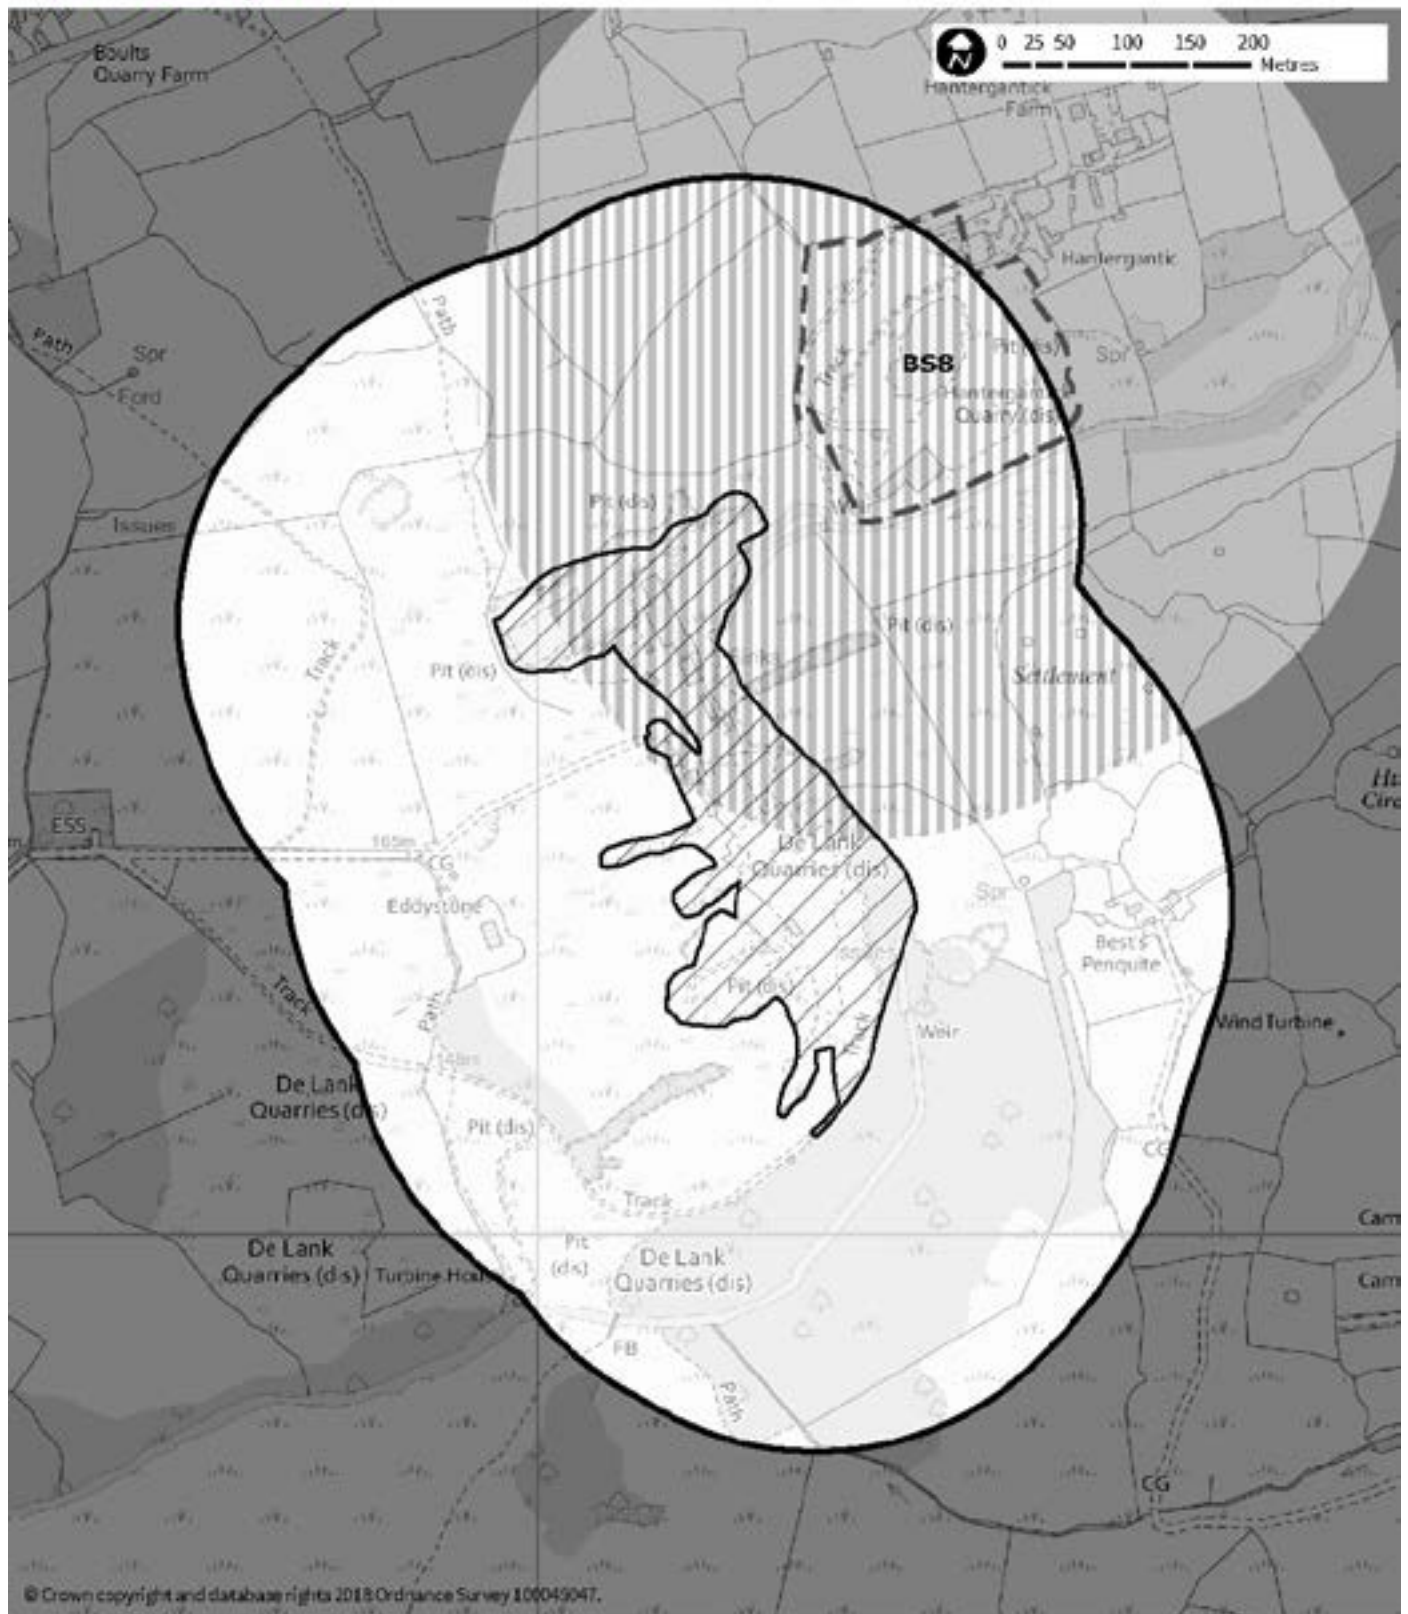 Boults
Quarry Farm
0 25 50 100 150 200
Metres
N
Hantergantick
Farm
Hantergantic
Path
Path
Spr
Ford
Track
BS8
Pit (dis)
Spr
Quarry (dis)
Pit (dis)
Issues
Track
Pit (dis)
Pit (dis)
Settlement
ESS
165m
CG
De Lank
Quarries (dis)
Eddystone
Spr
Best's
Penquite
Pit (dis)
Track
Path
Track
Weir
Wind Turbine
148m
De Lank
Quarries (dis)
Pit (dis)
CG
Track
De Lank
Quarries (dis)
Turbine House
Pit
(dis)
De Lank
Quarries (dis)
FB
Path
CG
© Crown copyright and database rights 2018 Ordnance Survey 100049047.